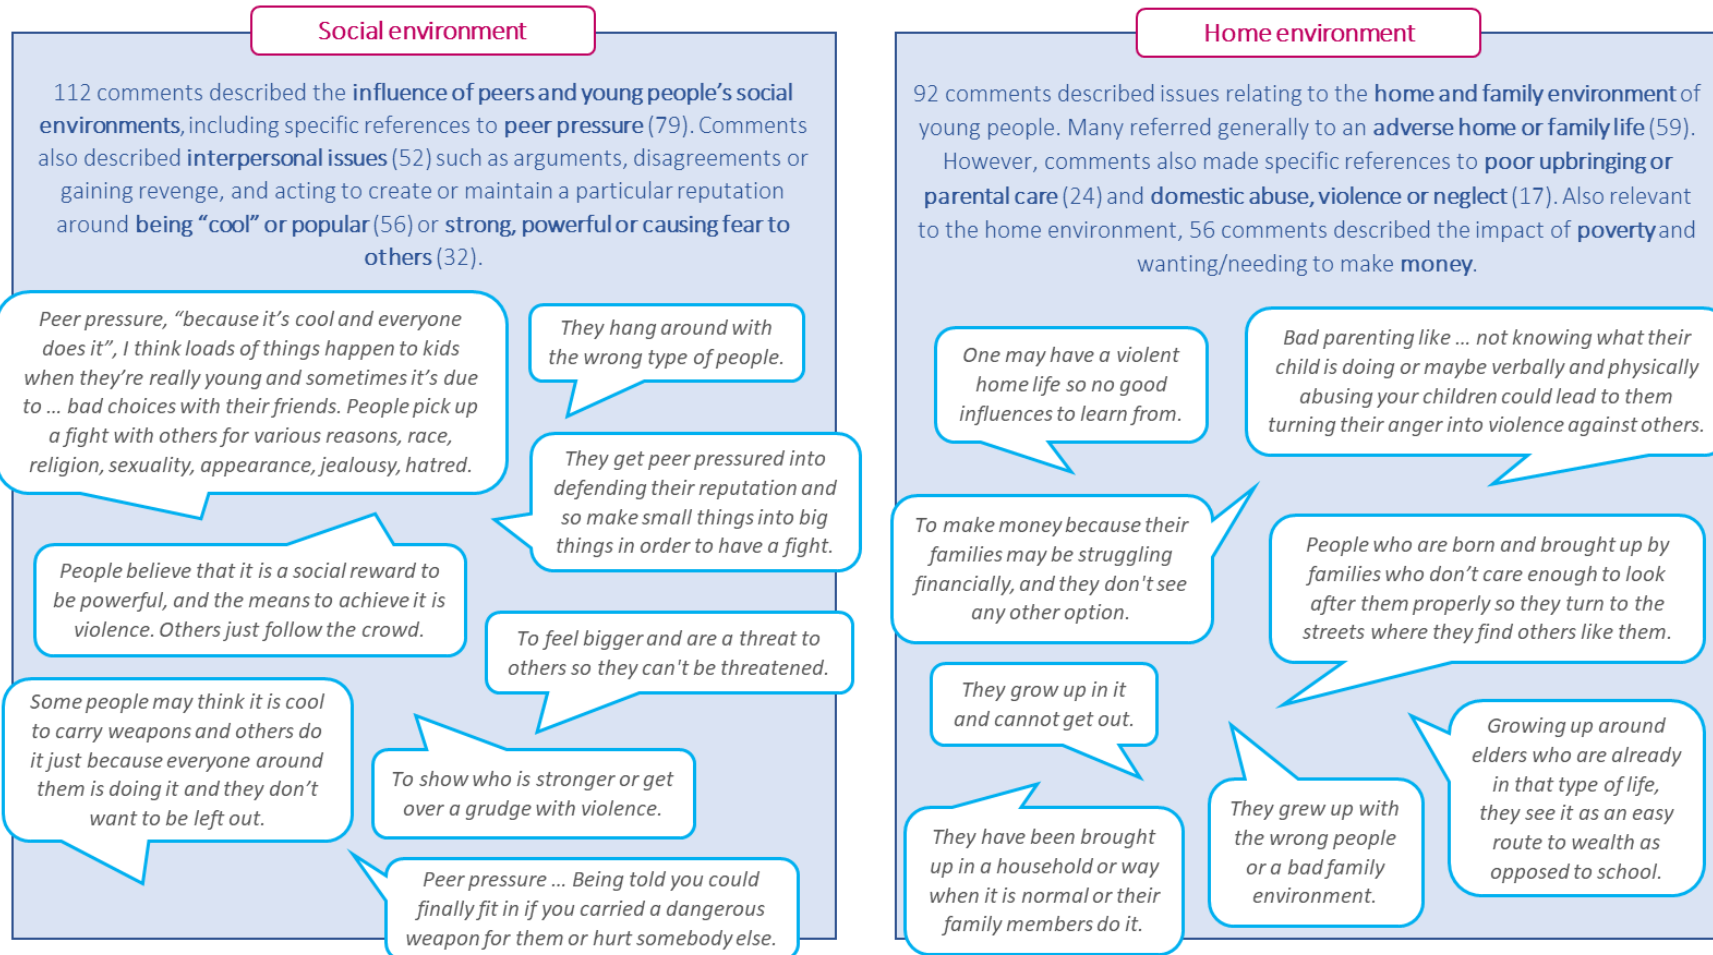 Social environment
112 comments described the influence of peers and young people's social
environments, including specific references to peer pressure (79). Comments
also described interpersonal issues (52) such as arguments, disagreements or
gaining revenge, and acting to create or maintain a particular reputation
around being “cool” or popular (56) or strong, powerful or causing fear to
others (32).
Peer pressure, “because it's cool and everyone
does it”, I think loads of things happen to kids
when they're really young and sometimes it's due
to ... bad choices with their friends. People pick up
a fight with others for various reasons, race,
religion, sexuality, appearance, jealousy, hatred.
They hang around with
the wrong type of people.
They get peer pressured into
defending their reputation and
so make small things into big
things in order to have a fight.
People believe that it is a social reward to
be powerful, and the means to achieve it is
violence. Others just follow the crowd.
To feel bigger and are a threat to
others so they can't be threatened.
Some people may think it is cool
to carry weapons and others do
it just because everyone around
them is doing it and they don't
want to be left out.
To show who is stronger or get
over a grudge with violence.
Peer pressure ... Being told you could
finally fit in if you carried a dangerous
weapon for them or hurt somebody else.
Home environment
92 comments described issues relating to the home and family environment of
young people. Many referred generally to an adverse home or family life (59).
However, comments also made specific references to poor upbringing or
parental care (24) and domestic abuse, violence or neglect (17). Also relevant
to the home environment, 56 comments described the impact of poverty and
wanting/needing to make money.
One may have a violent
home life so no good
influences to learn from.
Bad parenting like ... not knowing what their
child is doing or maybe verbally and physically
abusing your children could lead to them
turning their anger into violence against others.
To make money because their
families may be struggling
financially, and they don't see
any other option.
People who are born and brought up by
families who don't care enough to look
after them properly so they turn to the
streets where they find others like them.
They grow up in it
and cannot get out.
Growing up around
elders who are already
in that type of life,
they see it as an easy
route to wealth as
opposed to school.
They have been brought
up in a household or way
when it is normal or their
family members do it.
They grew up with
the wrong people
or a bad family
environment.